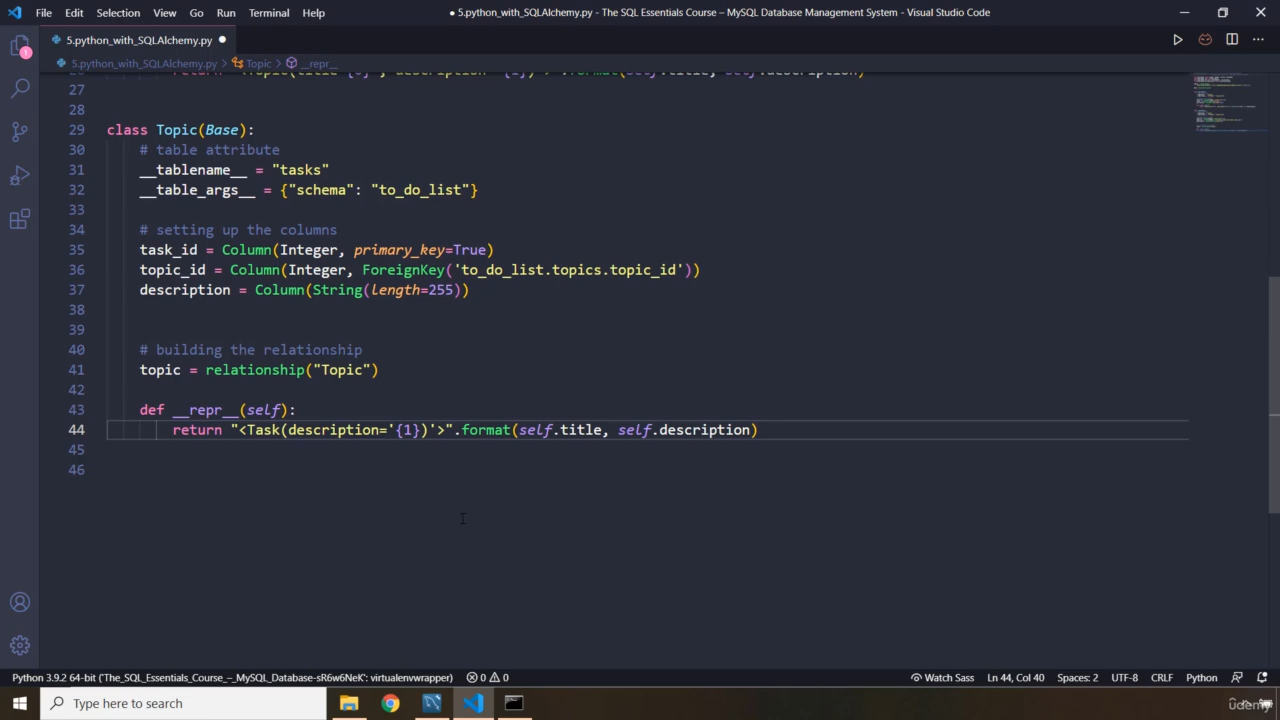 File Edit Selection View Go Run Terminal Help
● 5.python_with_SQLAlchemy.py - The SQL Essentials Course – MySQL Database Management System - Visual Studio Code
5.python_with_SQLAlchemy.py ●
5.python_with_SQLAlchemy.py > Topic > __repr__
27
28
29 class Topic(Base):
30 # table attribute
31 __tablename__ = "tasks"
32 __table_args__ = {"schema": "to_do_list"}
33
34 # setting up the columns
35 task_id = Column(Integer, primary_key=True)
36 topic_id = Column(Integer, ForeignKey('to_do_list.topics.topic_id'))
37 description = Column(String(length=255))
38
39
40 # building the relationship
41 topic = relationship("Topic")
42
43 def __repr__(self):
44 return "<Task(description='{1})'>".format(self.title, self.description)
45
46
1
Python 3.9.2 64-bit ('The_SQL_Essentials_Course_–_MySQL_Database-sR6w6NeK': virtualenvwrapper) 0 0 Watch Sass Ln 44, Col 40 Spaces: 2 UTF-8 CRLF Python
Type here to search